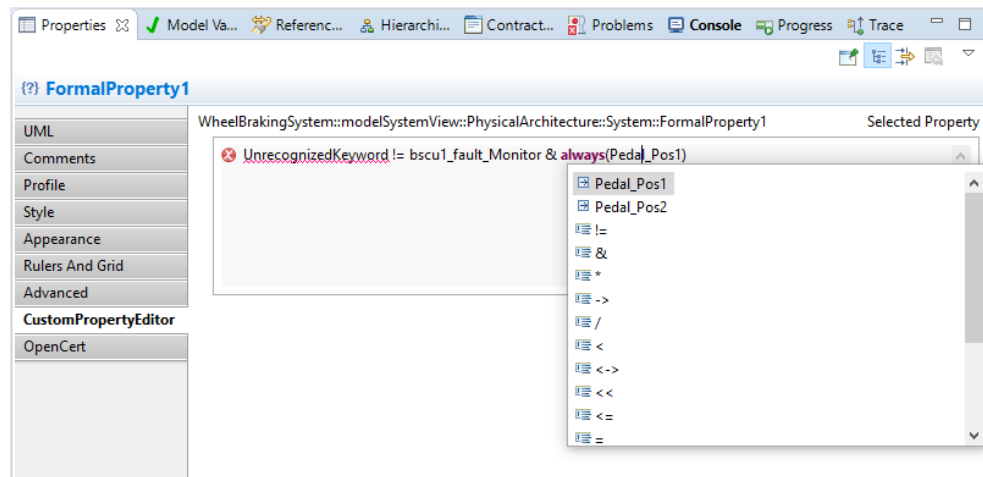 Properties Model Va... Referenc... Hierarchi... Contract... Problems Console Progress Trace
{?} FormalProperty1
WheelBrakingSystem::modelSystemView::PhysicalArchitecture::System::FormalProperty1 Selected Property
UML
Comments
Profile
Style
Appearance
Rulers And Grid
Advanced
CustomPropertyEditor
OpenCert
UnrecognizedKeyword != bscu1_fault_Monitor & always(Pedal_Pos1)
Pedal_Pos1
Pedal_Pos2
!=
&
*
->
/
<
<->
<<
<=
=